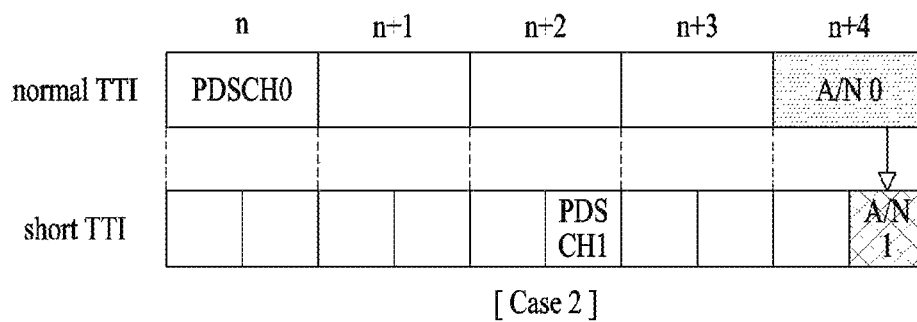 n n+1 n+2 n+3 n+4
normal TTI PDSCH0 A/N 0
short TTI PDS CH1 A/N 1
[ Case 2 ]